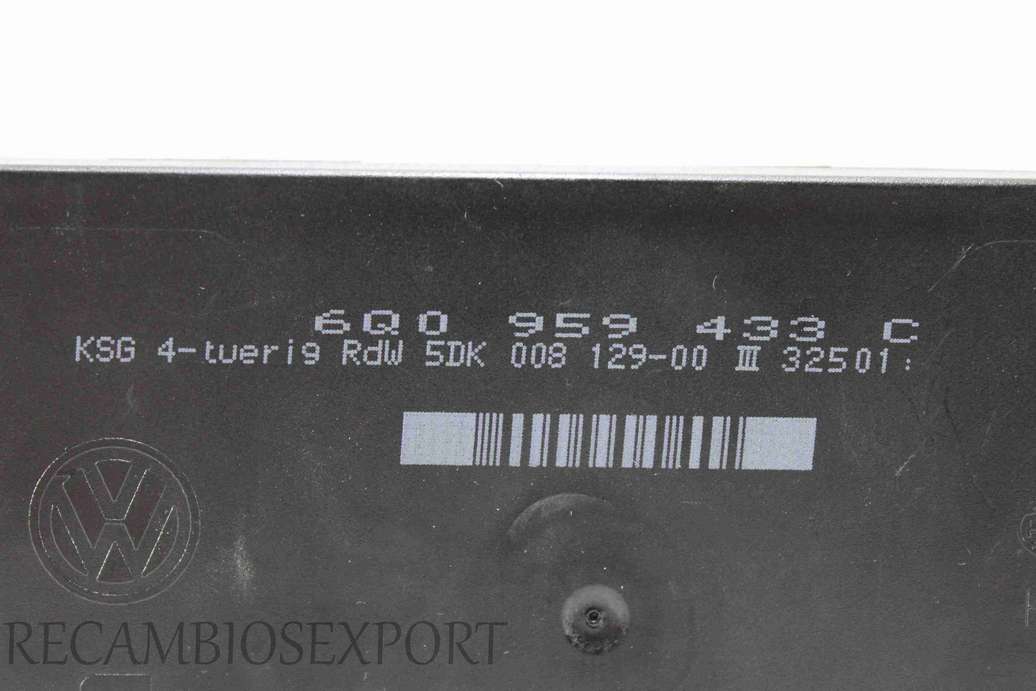 6Q0 959 433 C
KSG 4-tuerig RdW 5DK 008 129-00 III 32501:
RECAMBIOSEXPORT